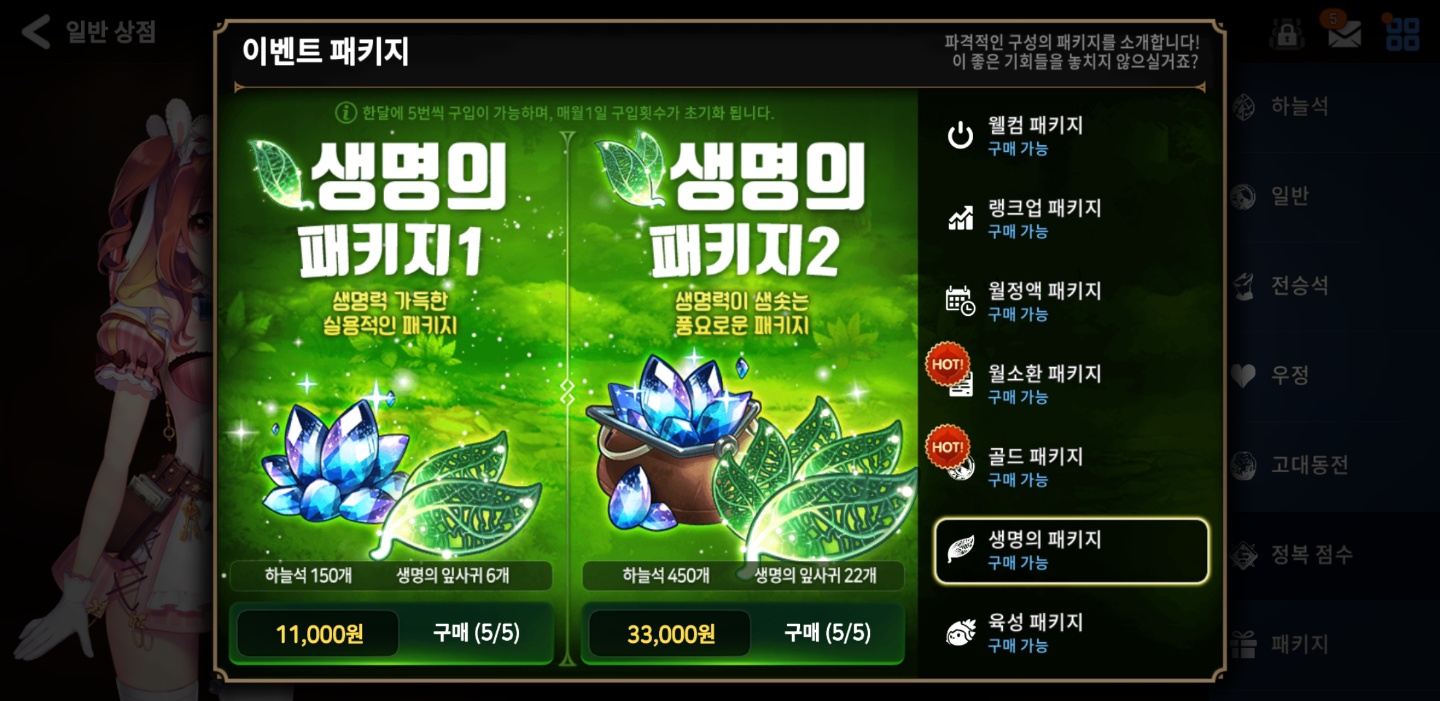 일반 상점
이벤트 패키지
파격적인 구성의 패키지를 소개합니다!
이 좋은 기회들을 놓치지 않으실거죠?
5
한달에 5번씩 구입이 가능하며, 매월1일 구입횟수가 초기화 됩니다.
생명의
패키지1
생명력 가득한
실용적인 패키지
하늘석 150개
생명의 잎사귀 6개
11,000원
구매 (5/5)
생명의
패키지2
생명력이 샘솟는
풍요로운 패키지
하늘석 450개
생명의 잎사귀 22개
33,000원
구매 (5/5)
웰컴 패키지
구매 가능
랭크업 패키지
구매 가능
월정액 패키지
구매 가능
HOT!
월소환 패키지
구매 가능
HOT!
골드 패키지
구매 가능
생명의 패키지
구매 가능
육성 패키지
구매 가능
하늘석
일반
전승석
우정
고대동전
정복 점수
패키지